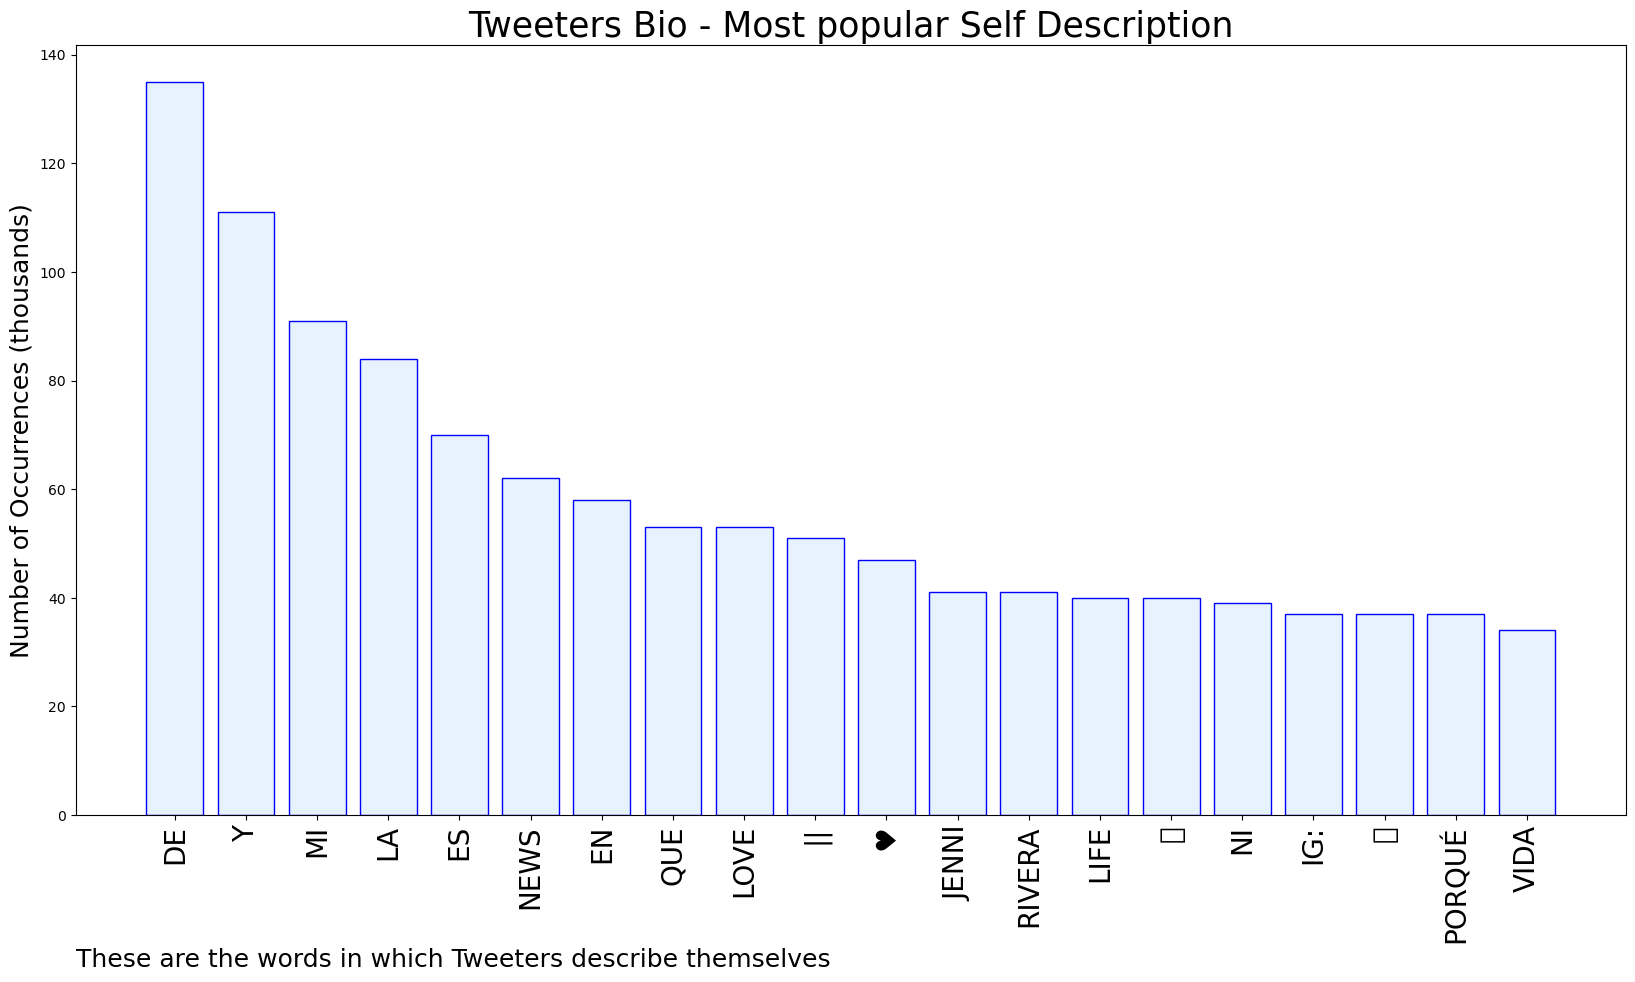 Tweeters Bio - Most popular Self Description
Number of Occurrences (thousands)
140
120
100
80
60
40
20
0
DE
Y
MI
LA
ES
NEWS
EN
QUE
LOVE
||
♥
JENNI
RIVERA
LIFE
NI
IG:
PORQUÉ
VIDA
These are the words in which Tweeters describe themselves